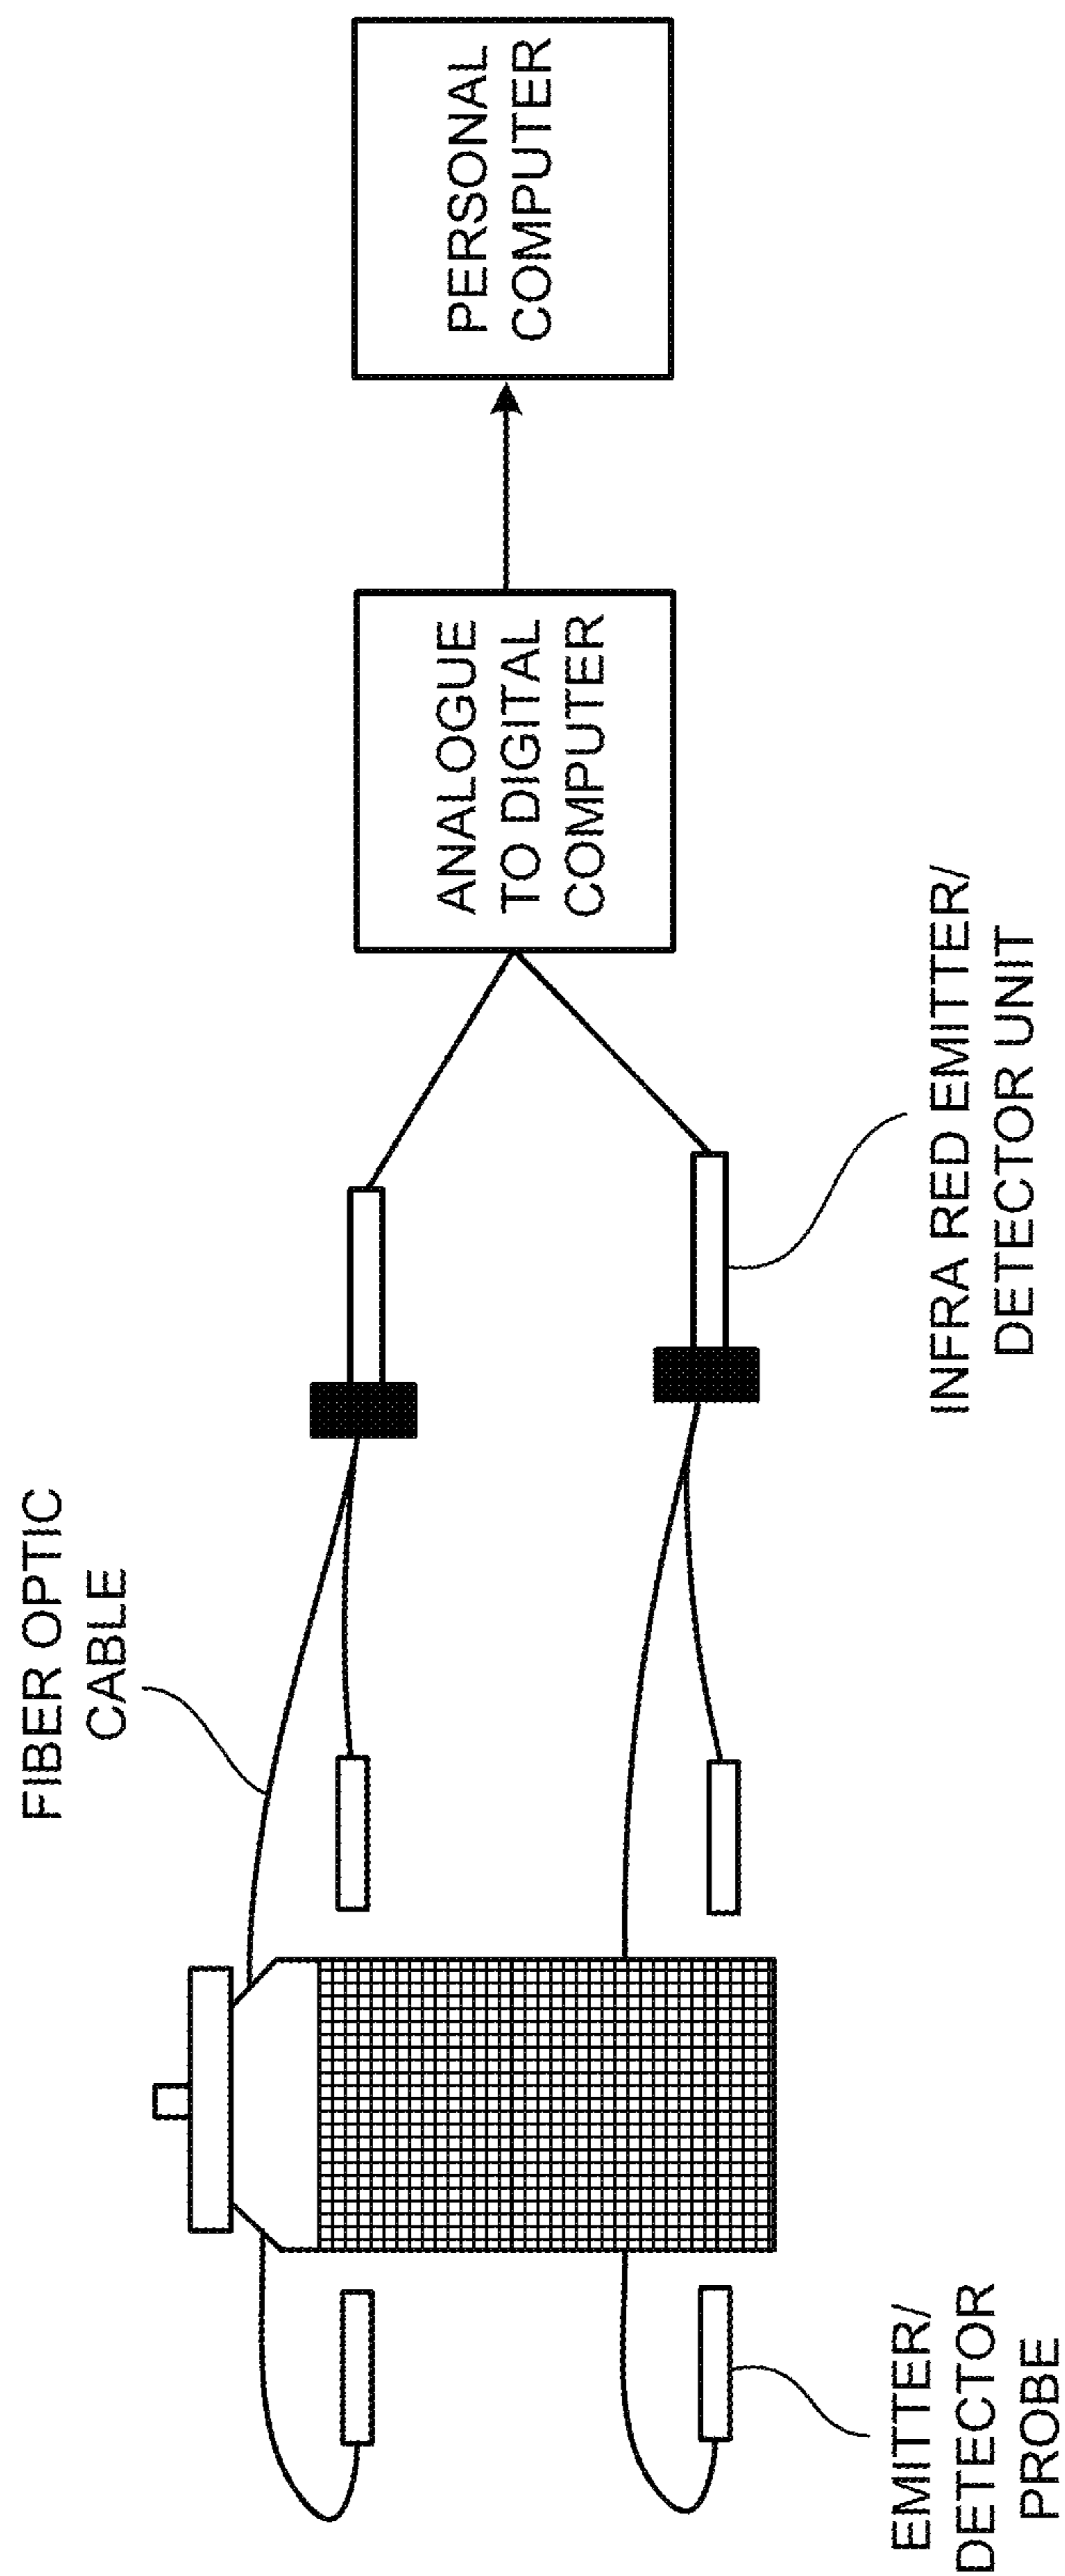 FIBER OPTIC
CABLE
PERSONAL
COMPUTER
ANALOGUE
TO DIGITAL
COMPUTER
INFRA RED EMITTER/
DETECTOR UNIT
EMITTER/
DETECTOR
PROBE